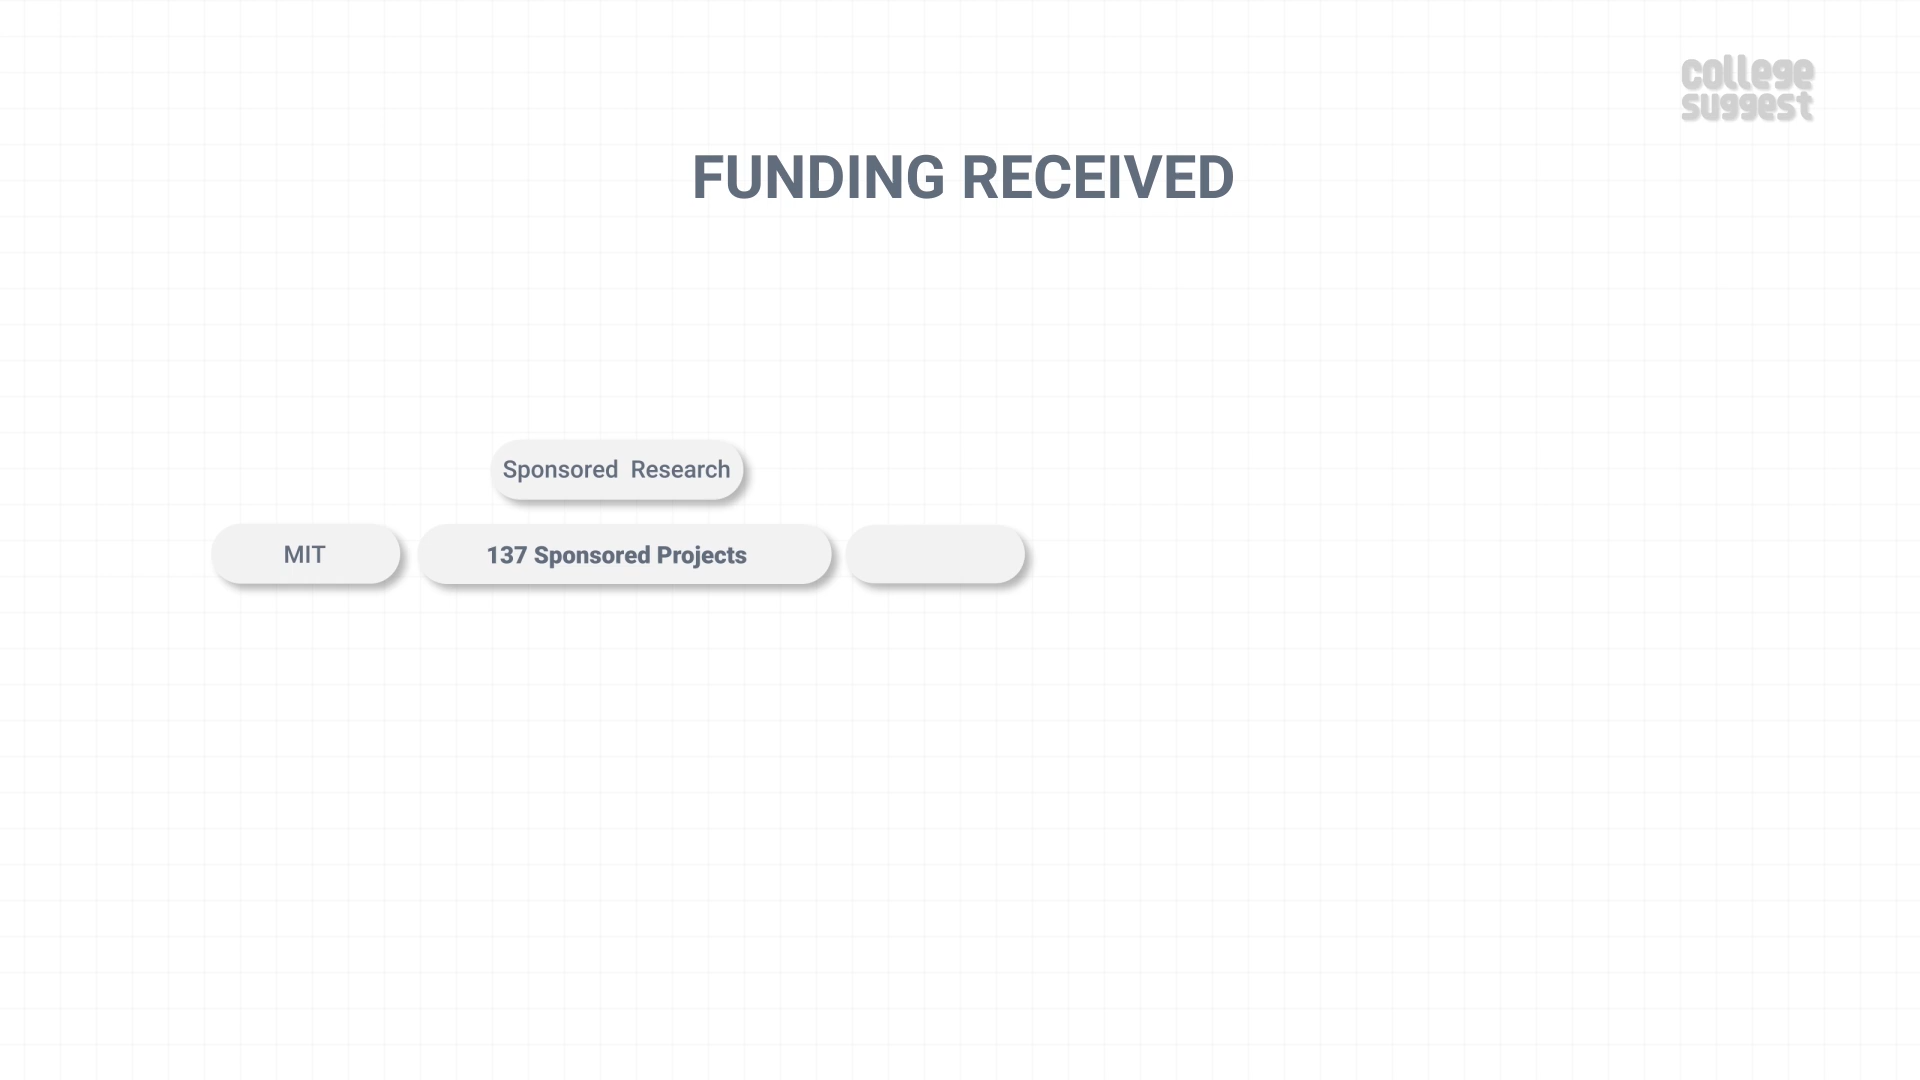 college
suggest
FUNDING RECEIVED
Sponsored Research
MIT
137 Sponsored Projects